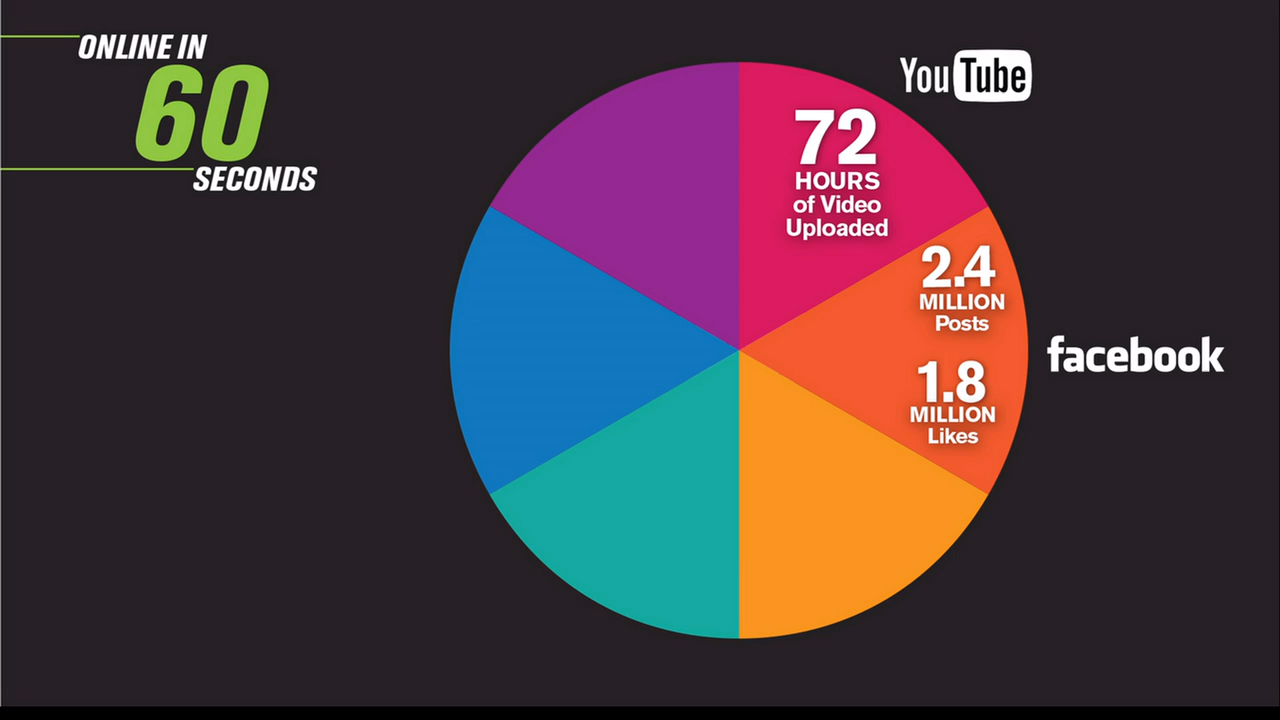 ONLINE IN
60
SECONDS
YouTube
72
HOURS
of Video
Uploaded
2.4
MILLION
Posts
1.8
MILLION
Likes
facebook